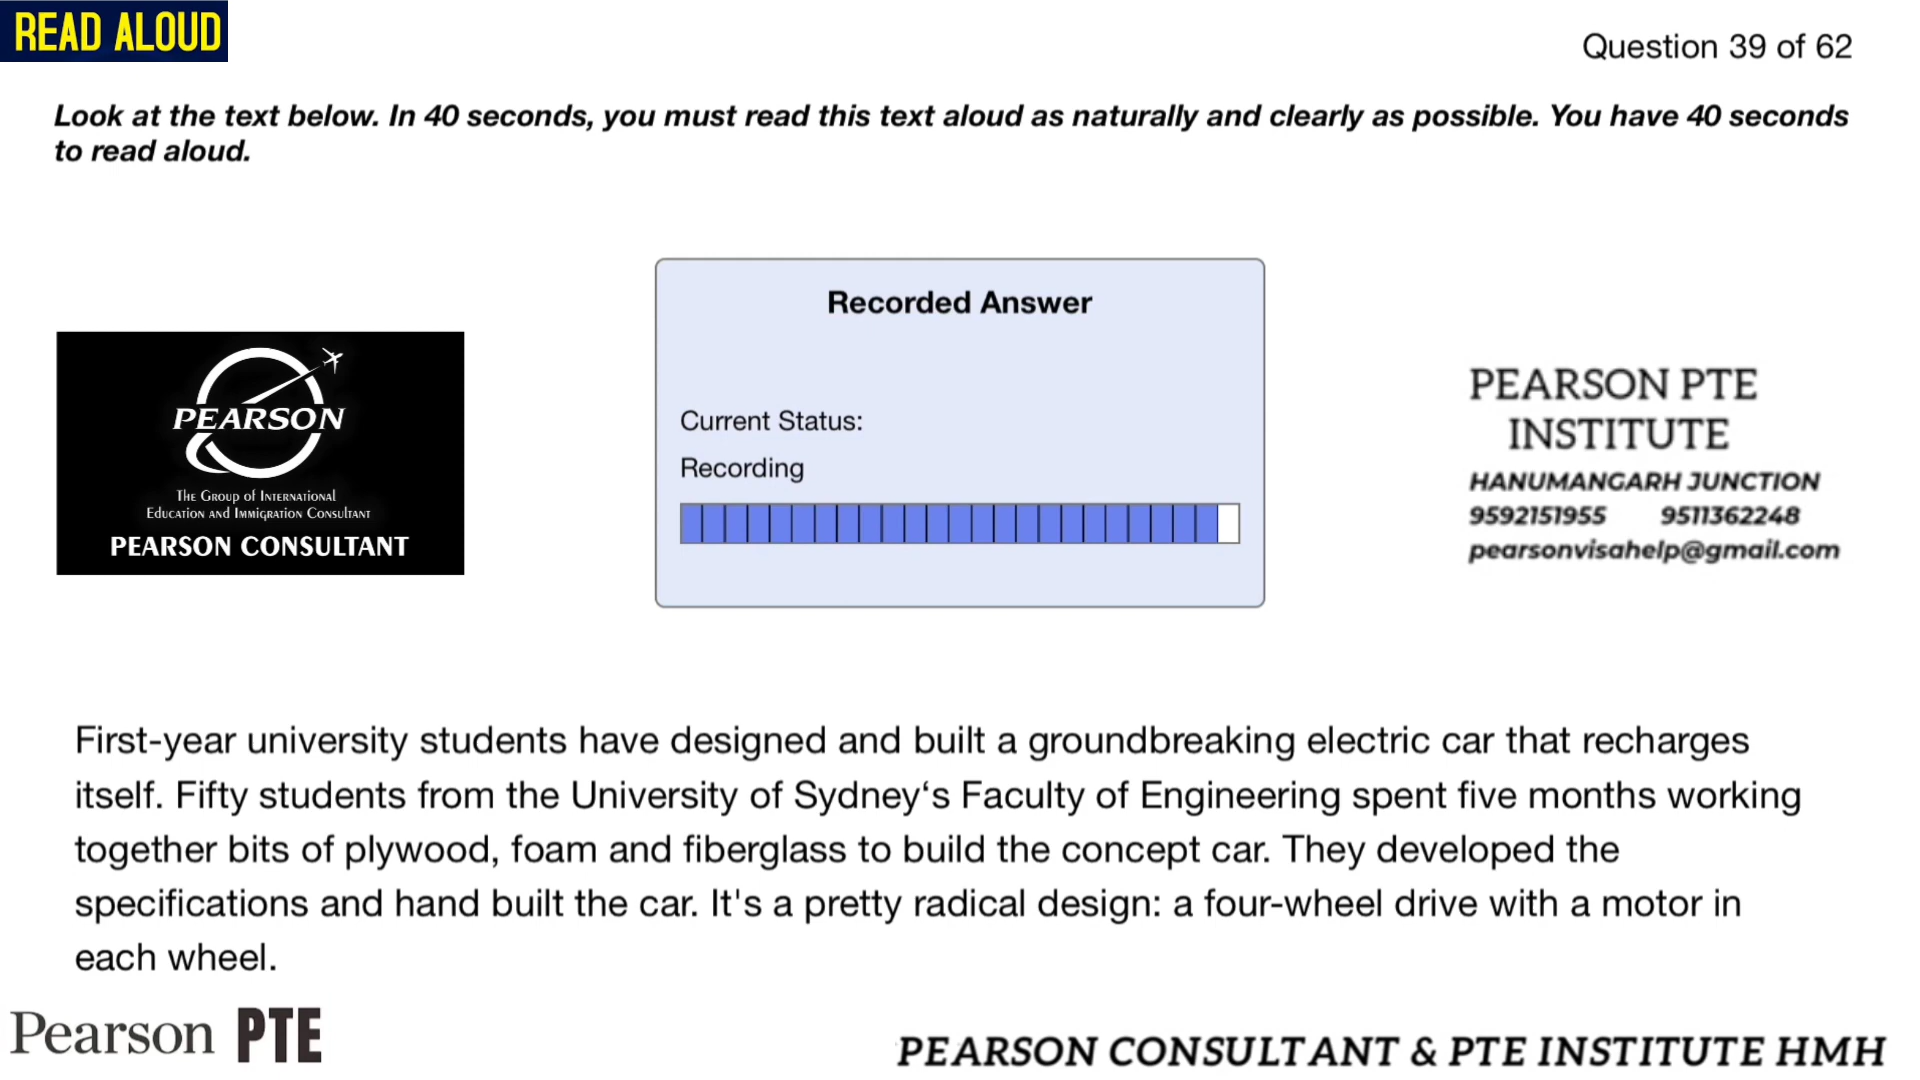 READ ALOUD
Question 39 of 62
Look at the text below. In 40 seconds, you must read this text aloud as naturally and clearly as possible. You have 40 seconds
to read aloud.
Recorded Answer
Current Status:
Recording
PEARSON
The Group of International
Education and Immigration Consultant
PEARSON CONSULTANT
PEARSON PTE
INSTITUTE
HANUMANGARH JUNCTION
9592151955 9511362248
pearsonvisahelp@gmail.com
First-year university students have designed and built a groundbreaking electric car that recharges
itself. Fifty students from the University of Sydney‘s Faculty of Engineering spent five months working
together bits of plywood, foam and fiberglass to build the concept car. They developed the
specifications and hand built the car. It's a pretty radical design: a four-wheel drive with a motor in
each wheel.
Pearson PTE
PEARSON CONSULTANT & PTE INSTITUTE HMH